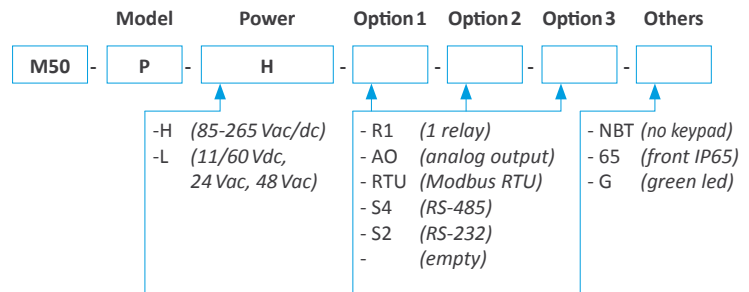 Model Power Option 1 Option 2 Option 3 Others
M50 - P - H - - - -
-H (85-265 Vac/dc) - R1 (1 relay) - NBT (no keypad)
-L (11/60 Vdc, - AO (analog output) - 65 (front IP65)
24 Vac, 48 Vac) - RTU (Modbus RTU) - G (green led)
- S4 (RS-485)
- S2 (RS-232)
- (empty)